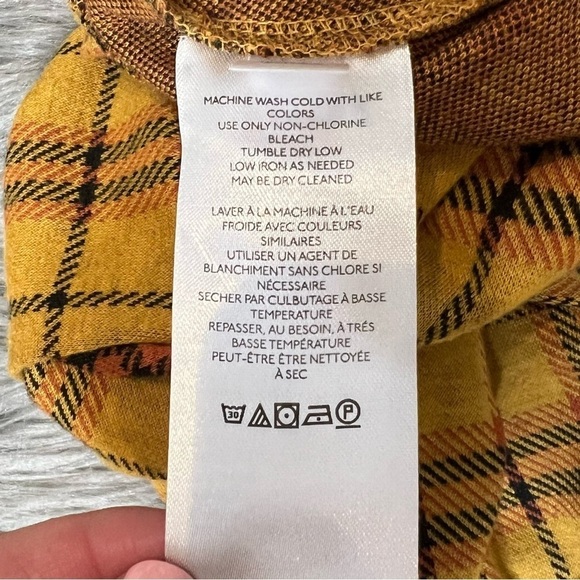 MACHINE WASH COLD WITH LIKE
COLORS
USE ONLY NON-CHLORINE
BLEACH
TUMBLE DRY LOW
LOW IRON AS NEEDED
MAY BE DRY CLEANED
LAVER À LA MACHINE À L'EAU
FROIDE AVEC COULEURS
SIMILAIRES
UTILISER UN AGENT DE
BLANCHIMENT SANS CHLORE SI
NÉCESSAIRE
SECHER PAR CULBUTAGE À BASSE
TEMPERATURE
REPASSER, AU BESOIN, À TRÉS
BASSE TEMPÉRATURE
PEUT-ÊTRE ÊTRE NETTOYÉE
À SEC
30 P